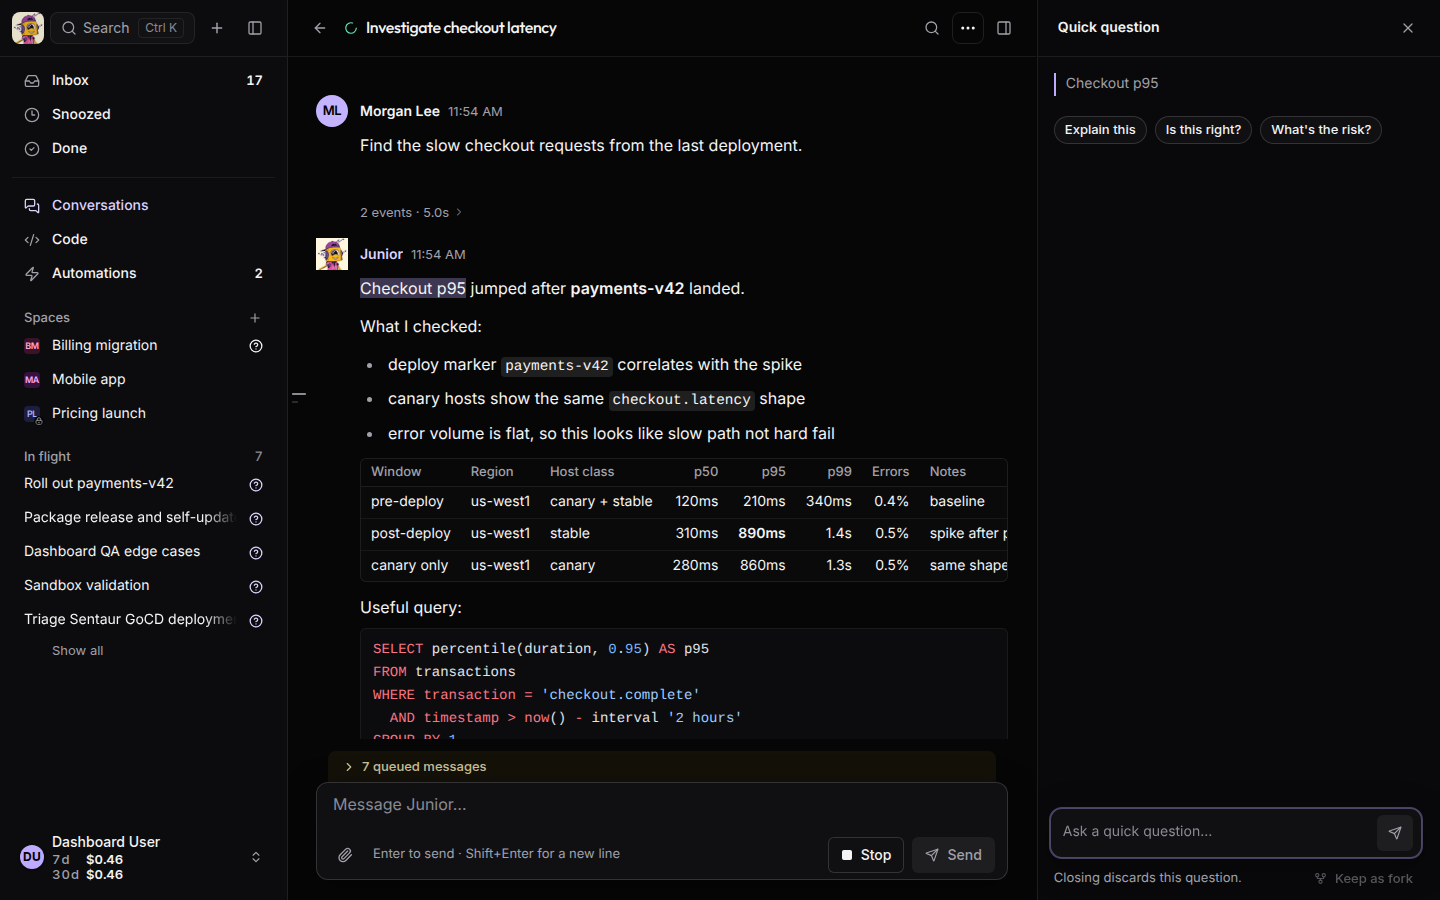 Search Ctrl K
Inbox 17
Snoozed
Done
Conversations
Code
Automations 2
Spaces
BM Billing migration
MA Mobile app
PL Pricing launch
In flight 7
Roll out payments-v42
Package release and self-updat
Dashboard QA edge cases
Sandbox validation
Triage Sentaur GoCD deployme
Show all
DU Dashboard User
7d $0.46
30d $0.46
Investigate checkout latency
ML Morgan Lee 11:54 AM
Find the slow checkout requests from the last deployment.
2 events · 5.0s
Junior 11:54 AM
Checkout p95 jumped after payments-v42 landed.
What I checked:
deploy marker payments-v42 correlates with the spike
canary hosts show the same checkout.latency shape
error volume is flat, so this looks like slow path not hard fail
Window Region Host class p50 p95 p99 Errors Notes
pre-deploy us-west1 canary + stable 120ms 210ms 340ms 0.4% baseline
post-deploy us-west1 stable 310ms 890ms 1.4s 0.5% spike after p
canary only us-west1 canary 280ms 860ms 1.3s 0.5% same shape
Useful query:
SELECT percentile(duration, 0.95) AS p95
FROM transactions
WHERE transaction = 'checkout.complete'
AND timestamp > now() - interval '2 hours'
GROUP BY 1
7 queued messages
Message Junior...
Enter to send · Shift+Enter for a new line
Stop
Send
Quick question
Checkout p95
Explain this
Is this right?
What's the risk?
Ask a quick question...
Closing discards this question.
Keep as fork